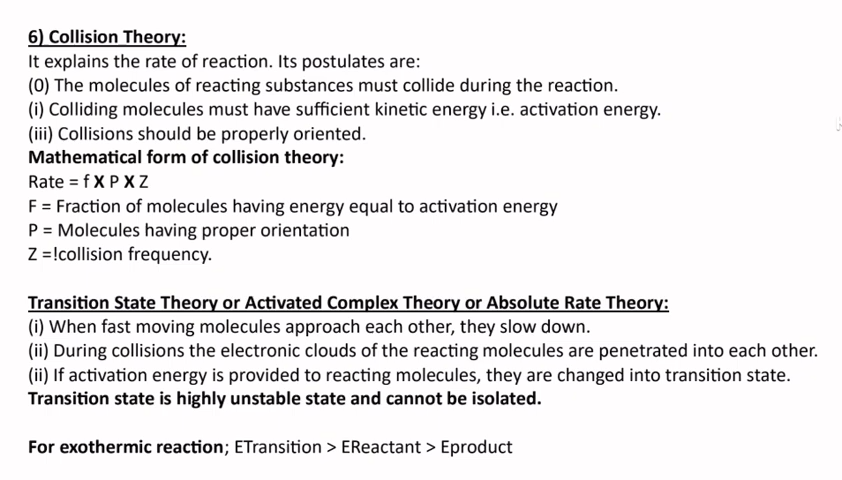 6) Collision Theory:
It explains the rate of reaction. Its postulates are:
(0) The molecules of reacting substances must collide during the reaction.
(i) Colliding molecules must have sufficient kinetic energy i.e. activation energy.
(iii) Collisions should be properly oriented.
Mathematical form of collision theory:
Rate = f X P X Z
F = Fraction of molecules having energy equal to activation energy
P = Molecules having proper orientation
Z =!collision frequency.
Transition State Theory or Activated Complex Theory or Absolute Rate Theory:
(i) When fast moving molecules approach each other, they slow down.
(ii) During collisions the electronic clouds of the reacting molecules are penetrated into each other.
(ii) If activation energy is provided to reacting molecules, they are changed into transition state.
Transition state is highly unstable state and cannot be isolated.
For exothermic reaction; ETransition > EReactant > Eproduct